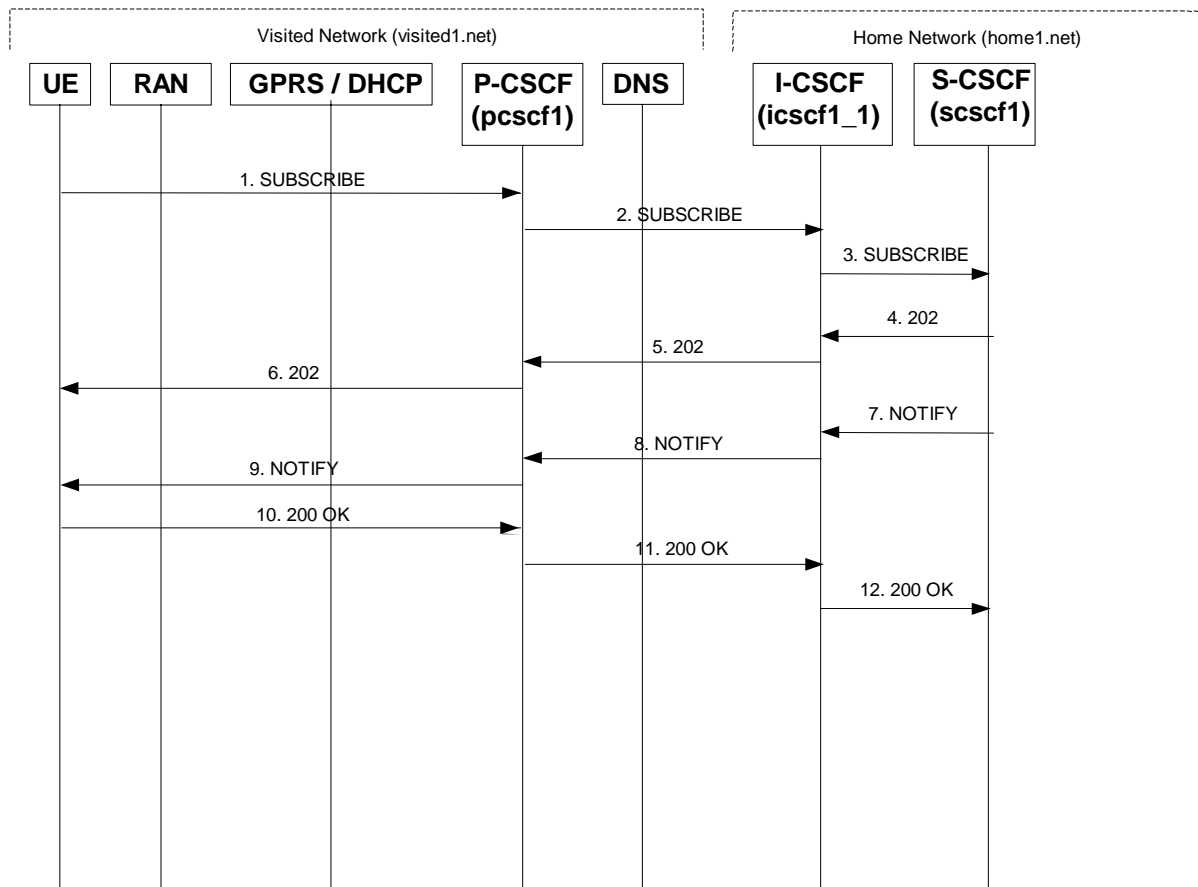 Visited Network (visited1.net)
Home Network (home1.net)
UE
RAN
GPRS / DHCP
P-CSCF
(pcscf1)
DNS
I-CSCF
(icscf1_1)
S-CSCF
(scscf1)
1. SUBSCRIBE
2. SUBSCRIBE
3. SUBSCRIBE
4. 202
5. 202
6. 202
7. NOTIFY
8. NOTIFY
9. NOTIFY
10. 200 OK
11. 200 OK
12. 200 OK